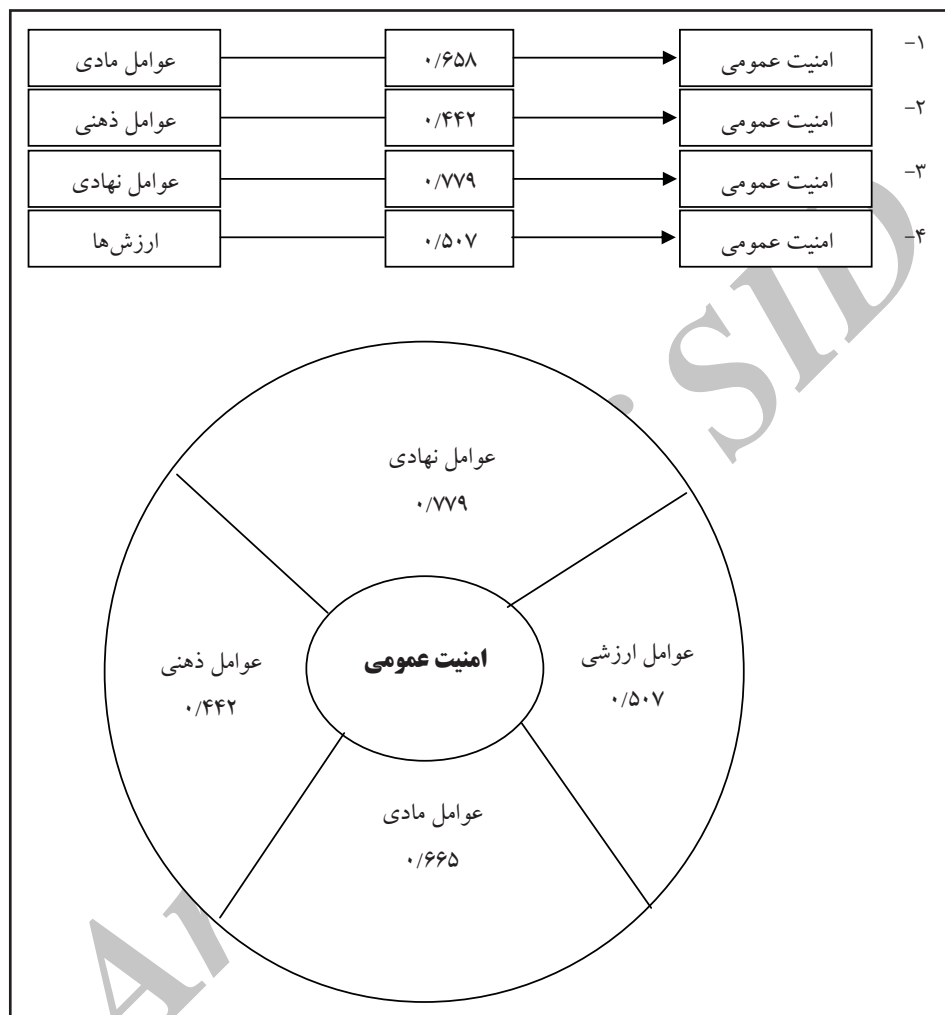 ۱- امنیت عمومی ۰/۶۵۸ عوامل مادی
۲- امنیت عمومی ۰/۴۴۲ عوامل ذهنی
۳- امنیت عمومی ۰/۷۷۹ عوامل نهادی
۴- امنیت عمومی ۰/۵۰۷ ارزش‌ها
عوامل نهادی
۰/۷۷۹
عوامل ارزشی
۰/۵۰۷
امنیت عمومی
عوامل ذهنی
۰/۴۴۲
عوامل مادی
۰/۶۶۵
SID